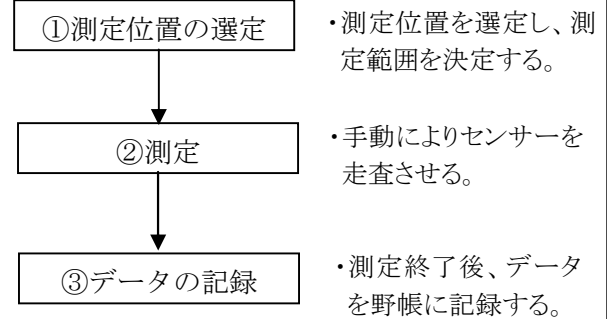 ①測定位置の選定
・測定位置を選定し、測
定範囲を決定する。
②測定
・手動によりセンサーを
走査させる。
③データの記録
・測定終了後、データ
を野帳に記録する。